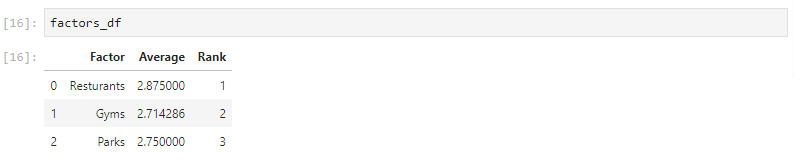 [16]: factors_df
[16]: Factor Average Rank
0 Resturants 2.875000 1
1 Gyms 2.714286 2
2 Parks 2.750000 3